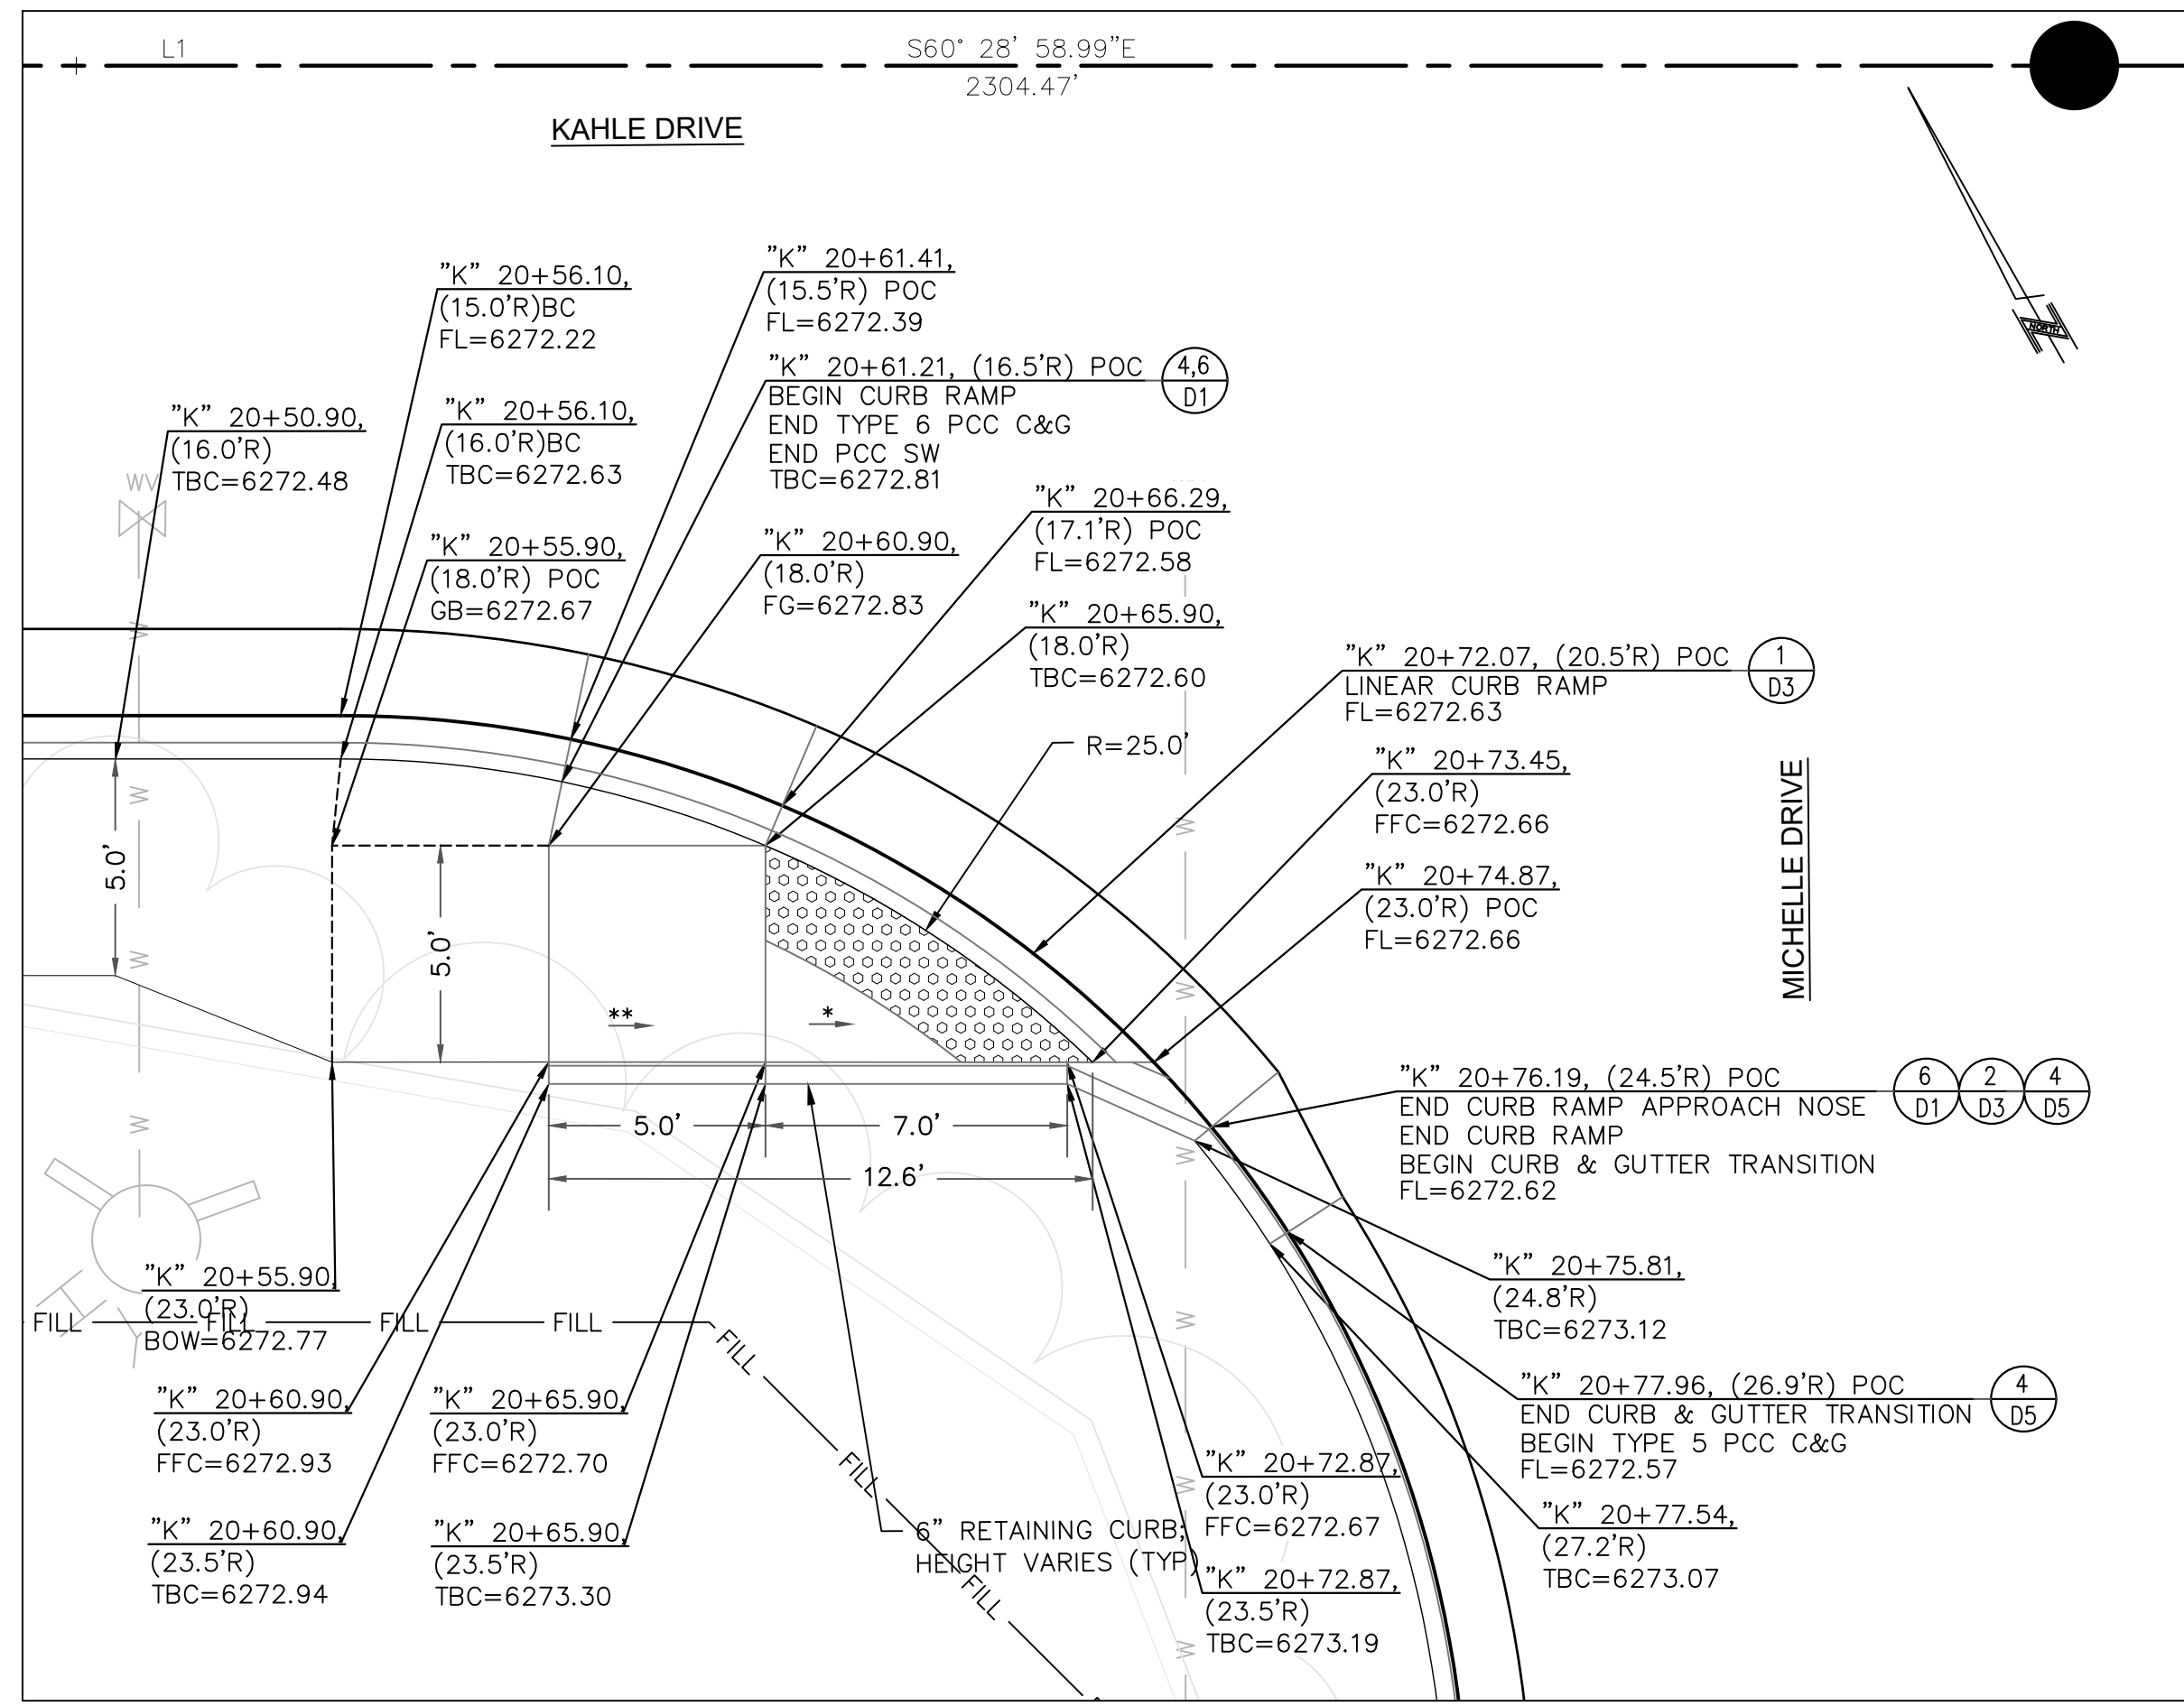 L1
S60° 28' 58.99"E
2304.47'
KAHLE DRIVE
NORTH
"K" 20+56.10,
(15.0'R)BC
FL=6272.22
"K" 20+61.41,
(15.5'R) POC
FL=6272.39
"K" 20+61.21, (16.5'R) POC
BEGIN CURB RAMP
END TYPE 6 PCC C&G
END PCC SW
TBC=6272.81
4,6
D1
"K" 20+50.90,
(16.0'R)
TBC=6272.48
"K" 20+56.10,
(16.0'R)BC
TBC=6272.63
WV
"K" 20+66.29,
(17.1'R) POC
FL=6272.58
"K" 20+55.90,
(18.0'R) POC
GB=6272.67
"K" 20+60.90,
(18.0'R)
FG=6272.83
"K" 20+65.90,
(18.0'R)
TBC=6272.60
"K" 20+72.07, (20.5'R) POC
LINEAR CURB RAMP
FL=6272.63
1
D3
R=25.0'
"K" 20+73.45,
(23.0'R)
FFC=6272.66
MICHELLE DRIVE
"K" 20+74.87,
(23.0'R) POC
FL=6272.66
W
W
W
W
W
W
W
W
W
W
W
5.0'
5.0'
**
*
5.0'
7.0'
12.6'
"K" 20+76.19, (24.5'R) POC
END CURB RAMP APPROACH NOSE
END CURB RAMP
BEGIN CURB & GUTTER TRANSITION
FL=6272.62
6
D1
2
D3
4
D5
"K" 20+55.90,
(23.0'R)
BOW=6272.77
HY
FILL
FILL
FILL
FILL
FILL
FILL
FILL
"K" 20+75.81,
(24.8'R)
TBC=6273.12
"K" 20+60.90,
(23.0'R)
FFC=6272.93
"K" 20+65.90,
(23.0'R)
FFC=6272.70
"K" 20+77.96, (26.9'R) POC
END CURB & GUTTER TRANSITION
BEGIN TYPE 5 PCC C&G
FL=6272.57
4
D5
"K" 20+72.87,
(23.0'R)
FFC=6272.67
"K" 20+60.90,
(23.5'R)
TBC=6272.94
"K" 20+65.90,
(23.5'R)
TBC=6273.30
6" RETAINING CURB;
HEIGHT VARIES (TYP)
"K" 20+77.54,
(27.2'R)
TBC=6273.07
"K" 20+72.87,
(23.5'R)
TBC=6273.19